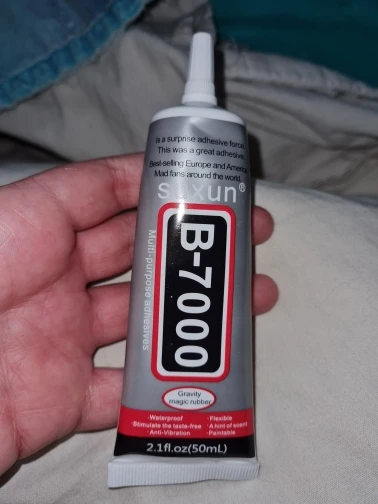 Is a surprise adhesive force,
This was a great adhesive
Best-selling Europe and America
Mad fans around the world
suxun®
B-7000
Multi-purpose adhesives
Gravity
magic rubber
·Waterproof ·Flexible
·Stimulate the taste-free ·A hint of event
·Anti-Vibration ·Paintable
2.1fl.oz(50mL)